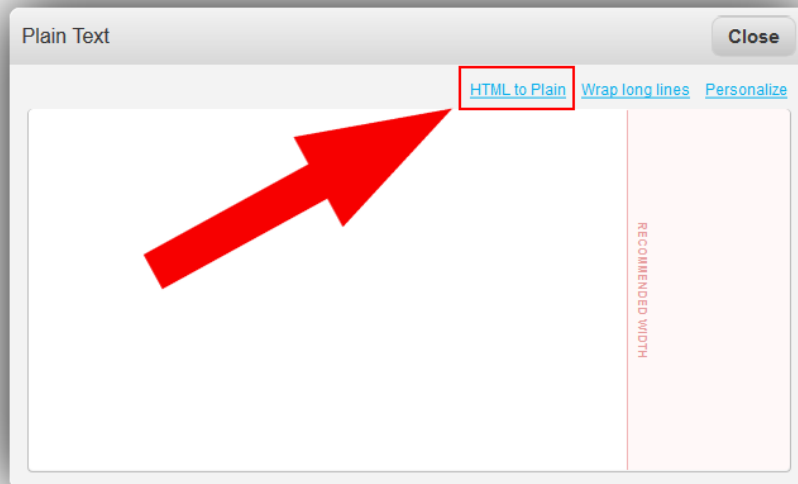 Plain Text Close
HTML to Plain Wrap long lines Personalize
RECOMMENDED WIDTH